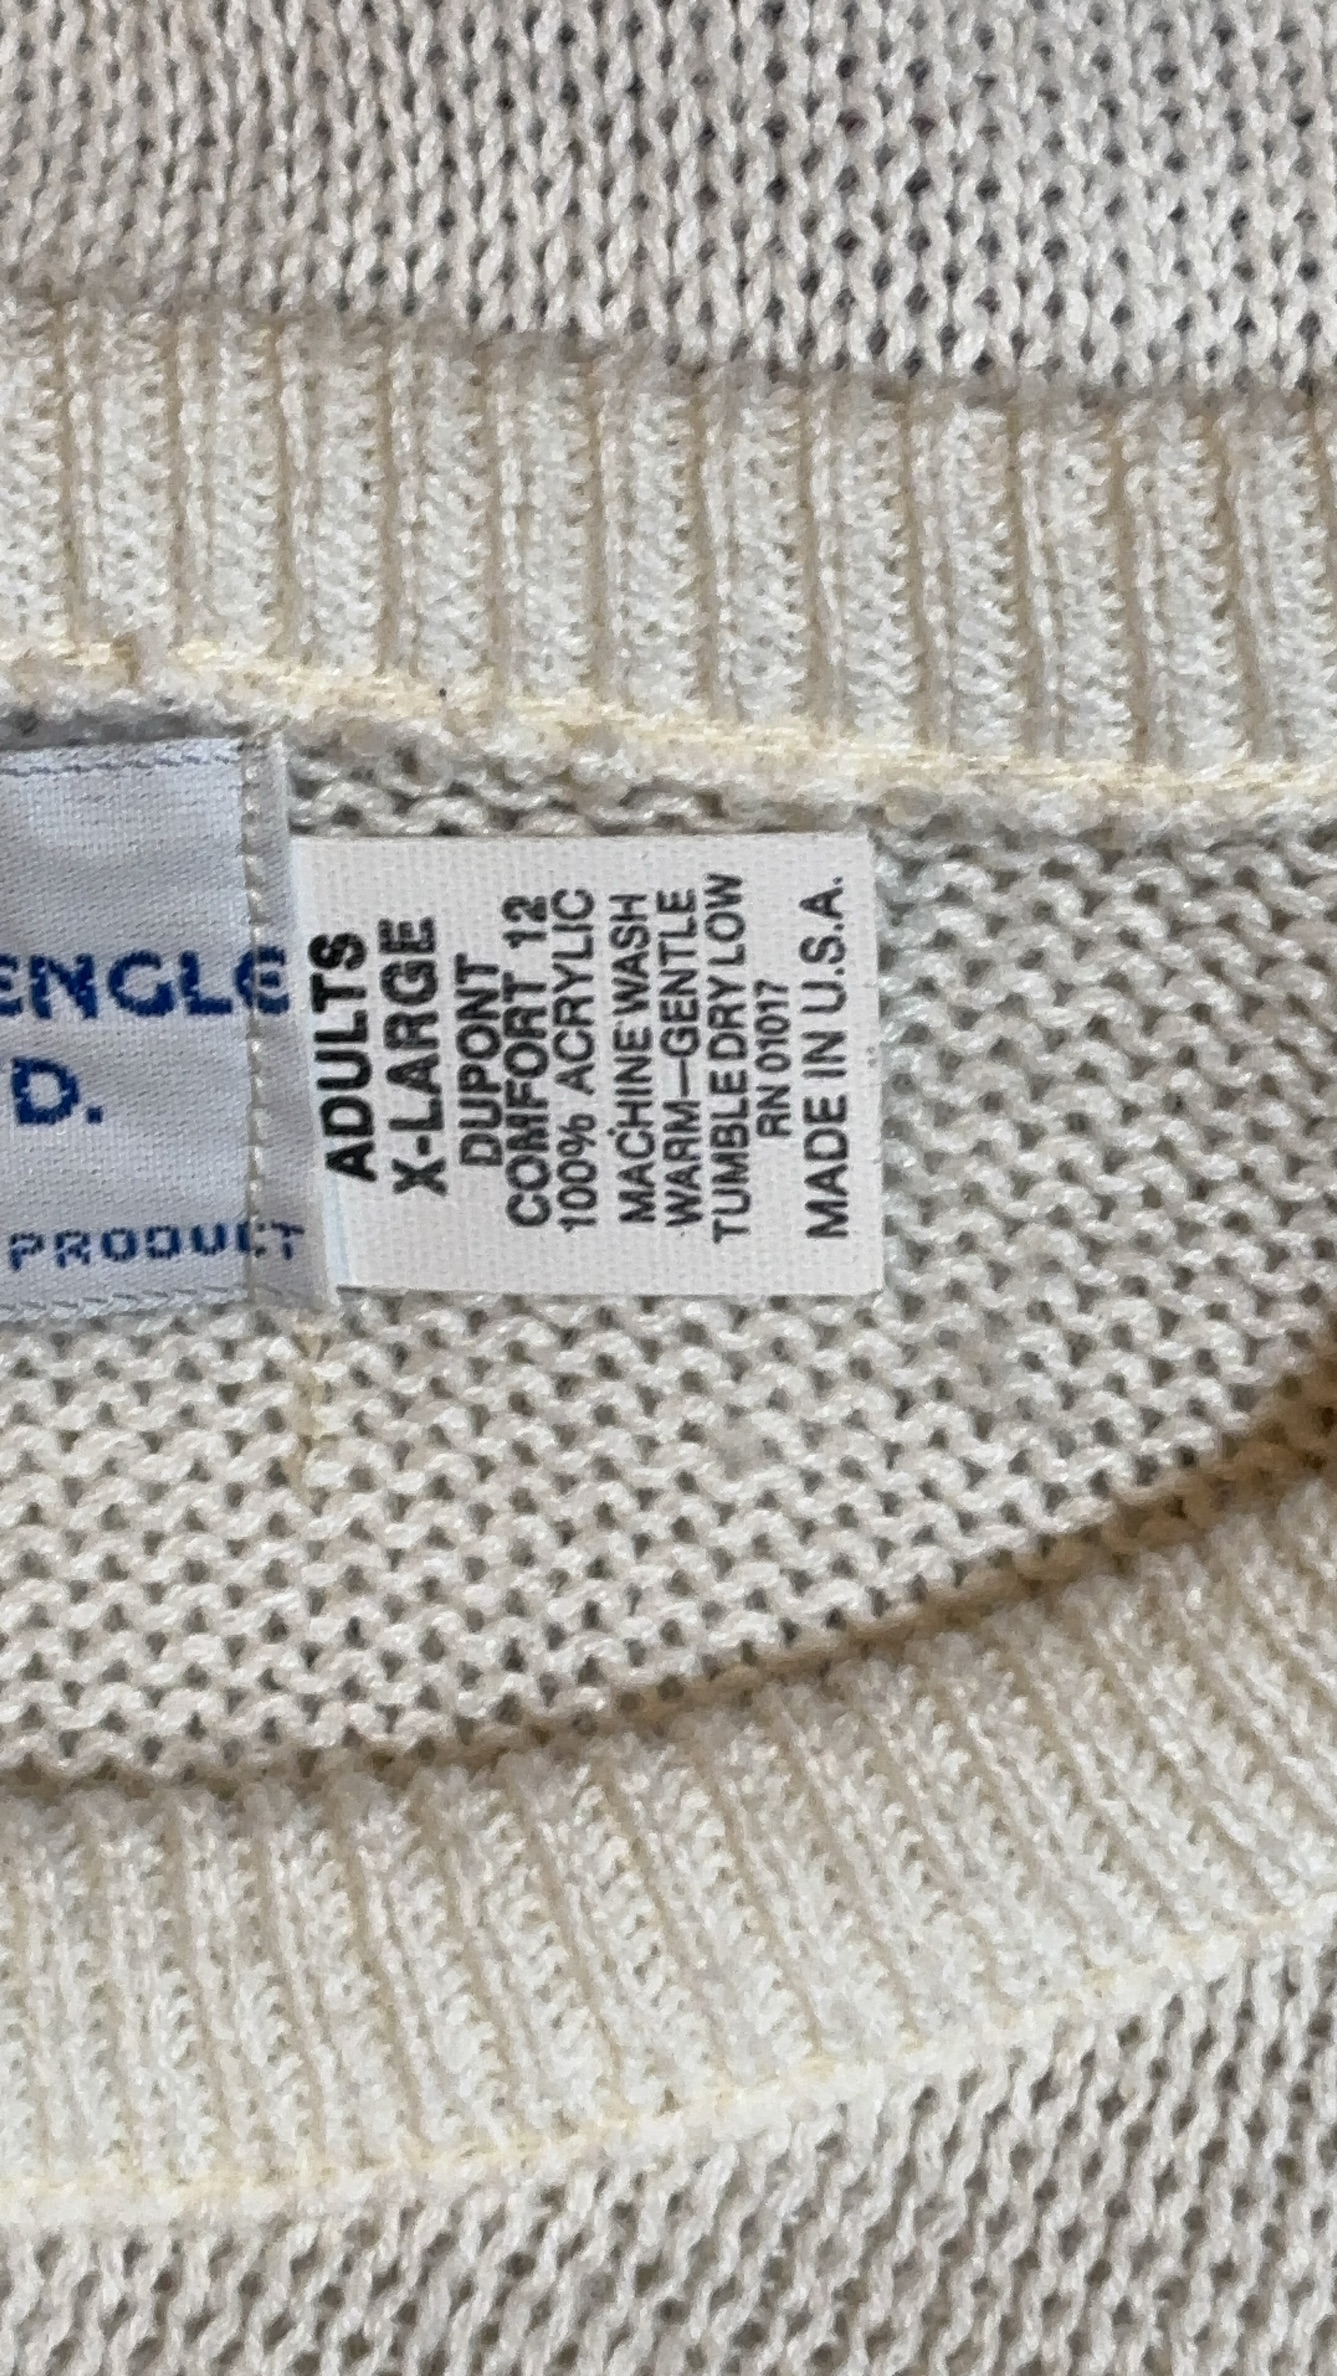 ENGLE
D.
PRODUCT
ADULTS
X-LARGE
DUPONT
COMFORT 12
100% ACRYLIC
MACHINE WASH
WARM—GENTLE
TUMBLE DRY LOW
RN 01017
MADE IN U.S.A.